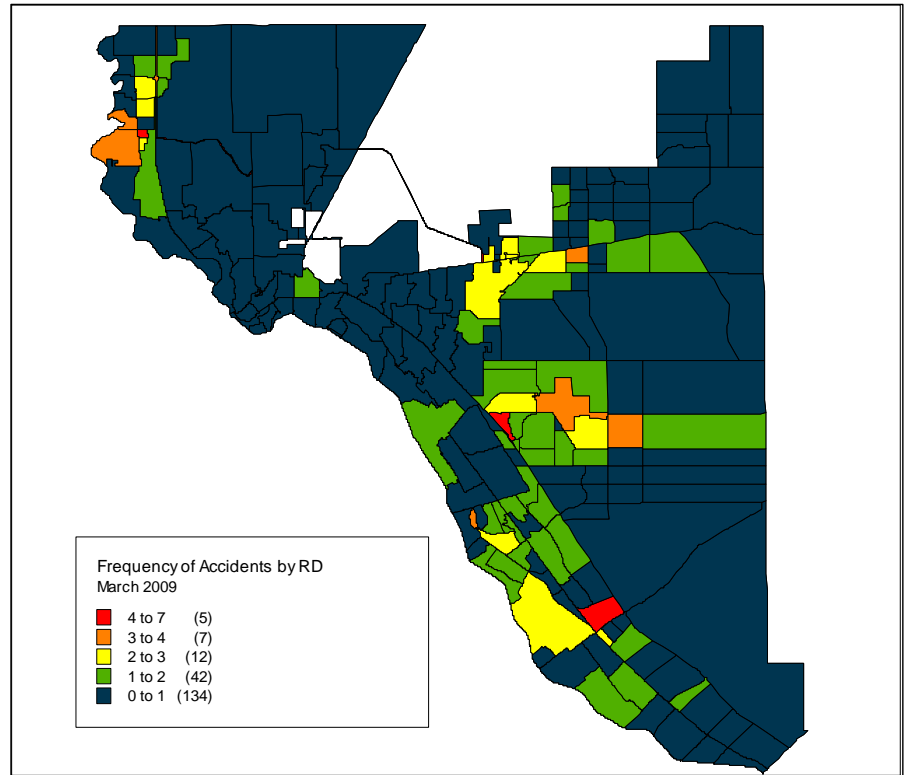 Frequency of Accidents by RD
March 2009
4 to 7 (5)
3 to 4 (7)
2 to 3 (12)
1 to 2 (42)
0 to 1 (134)